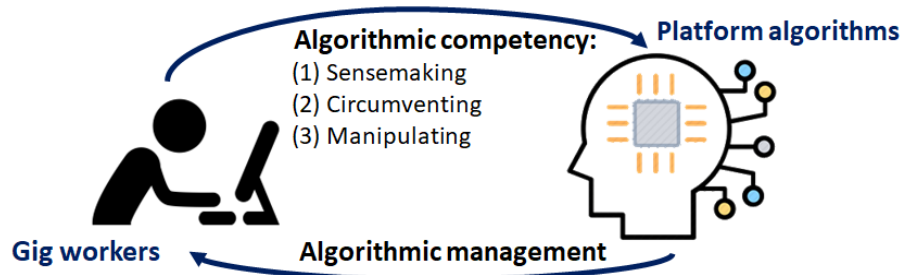 Algorithmic competency:
(1) Sensemaking
(2) Circumventing
(3) Manipulating
Platform algorithms
Gig workers
Algorithmic management